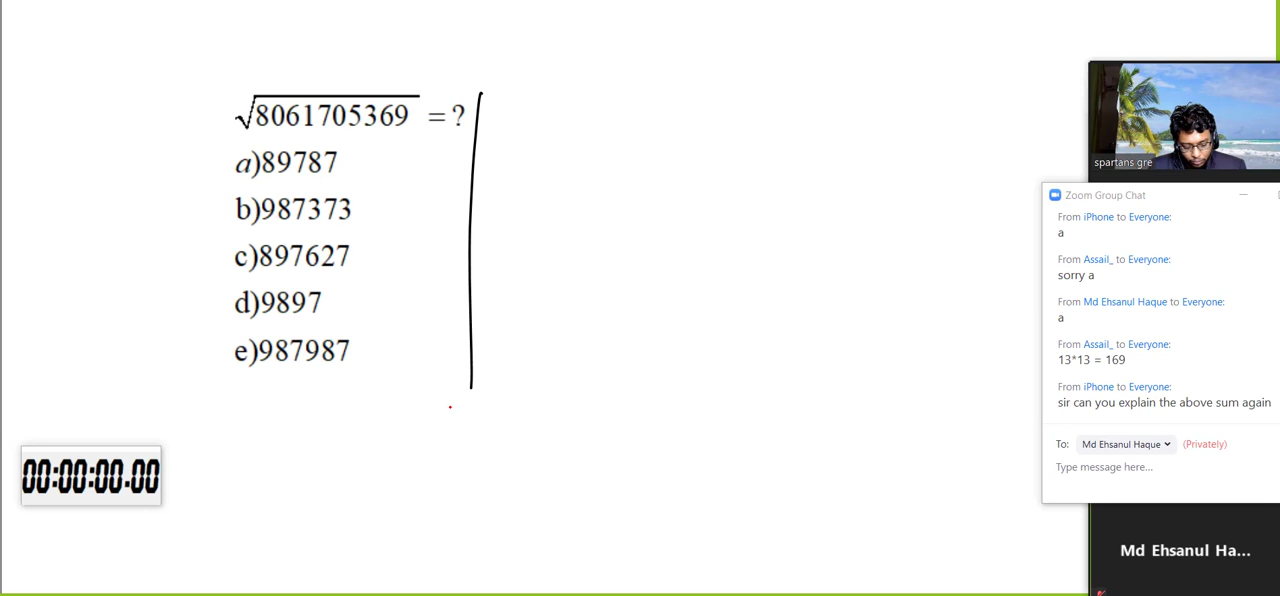 √8061705369 = ?
a)89787
b)987373
c)897627
d)9897
e)987987
00:00:00.00
spartans gre
Zoom Group Chat
From iPhone to Everyone:
a
From Assail_ to Everyone:
sorry a
From Md Ehsanul Haque to Everyone:
a
From Assail_ to Everyone:
13*13 = 169
From iPhone to Everyone:
sir can you explain the above sum again
To: Md Ehsanul Haque (Privately)
Type message here...
Md Ehsanul Ha...